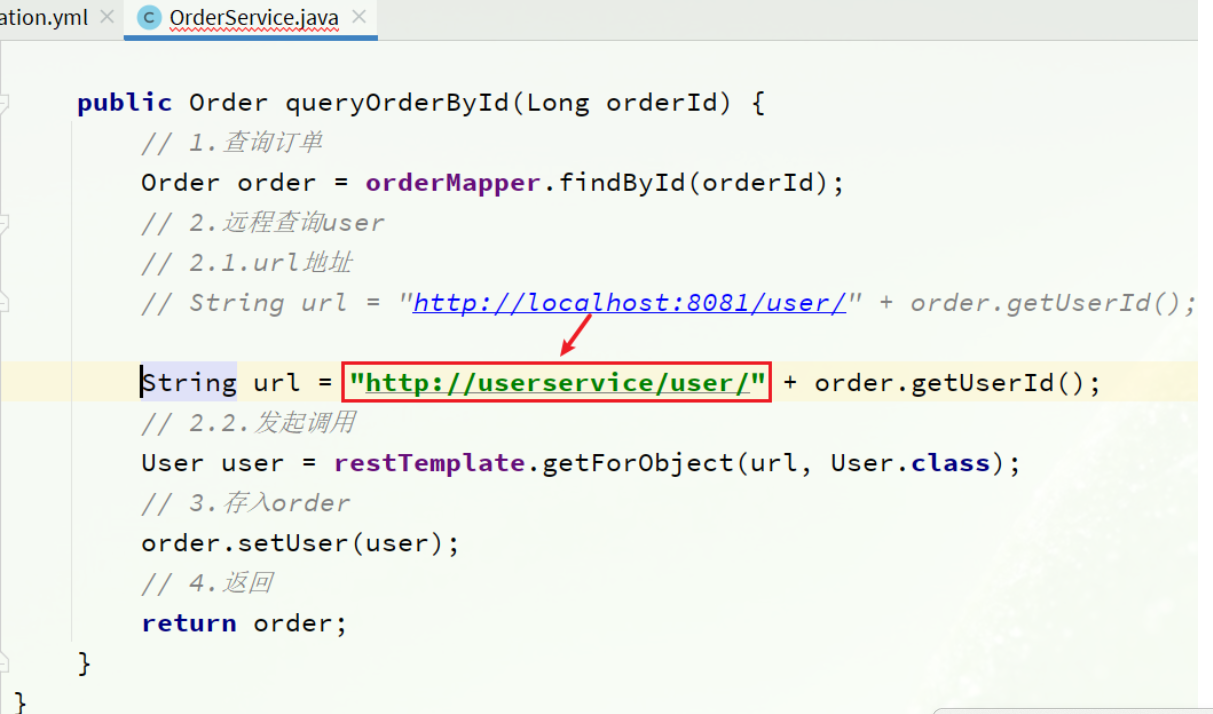 ation.yml × C OrderService.java ×
public Order queryOrderById(Long orderId) {
// 1.查询订单
Order order = orderMapper.findById(orderId);
// 2.远程查询user
// 2.1.url地址
// String url = "http://localhost:8081/user/" + order.getUserId();
String url = "http://userservice/user/" + order.getUserId();
// 2.2.发起调用
User user = restTemplate.getForObject(url, User.class);
// 3.存入order
order.setUser(user);
// 4.返回
return order;
}
}